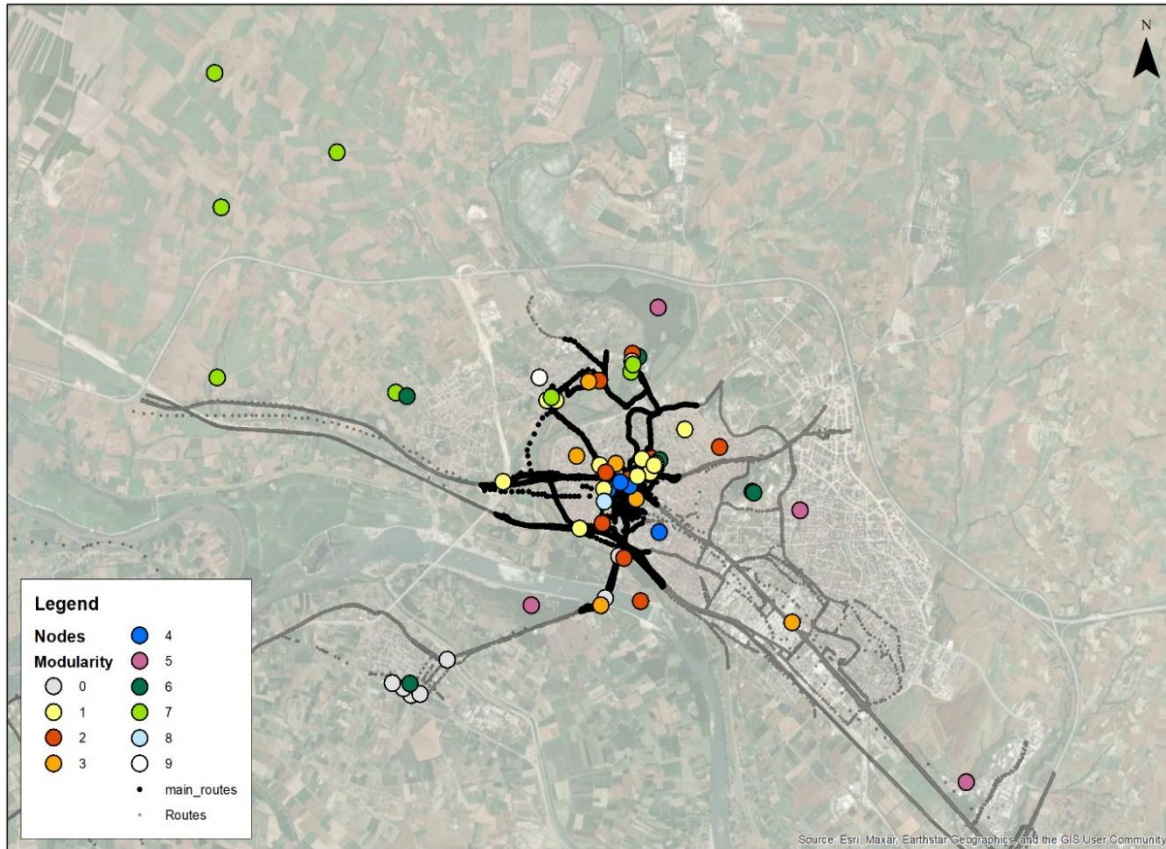 N
Legend
Nodes
Modularity
0
1
2
3
4
5
6
7
8
9
main_routes
Routes
Source: Esri, Maxar, Earthstar Geographics, and the GIS User Community